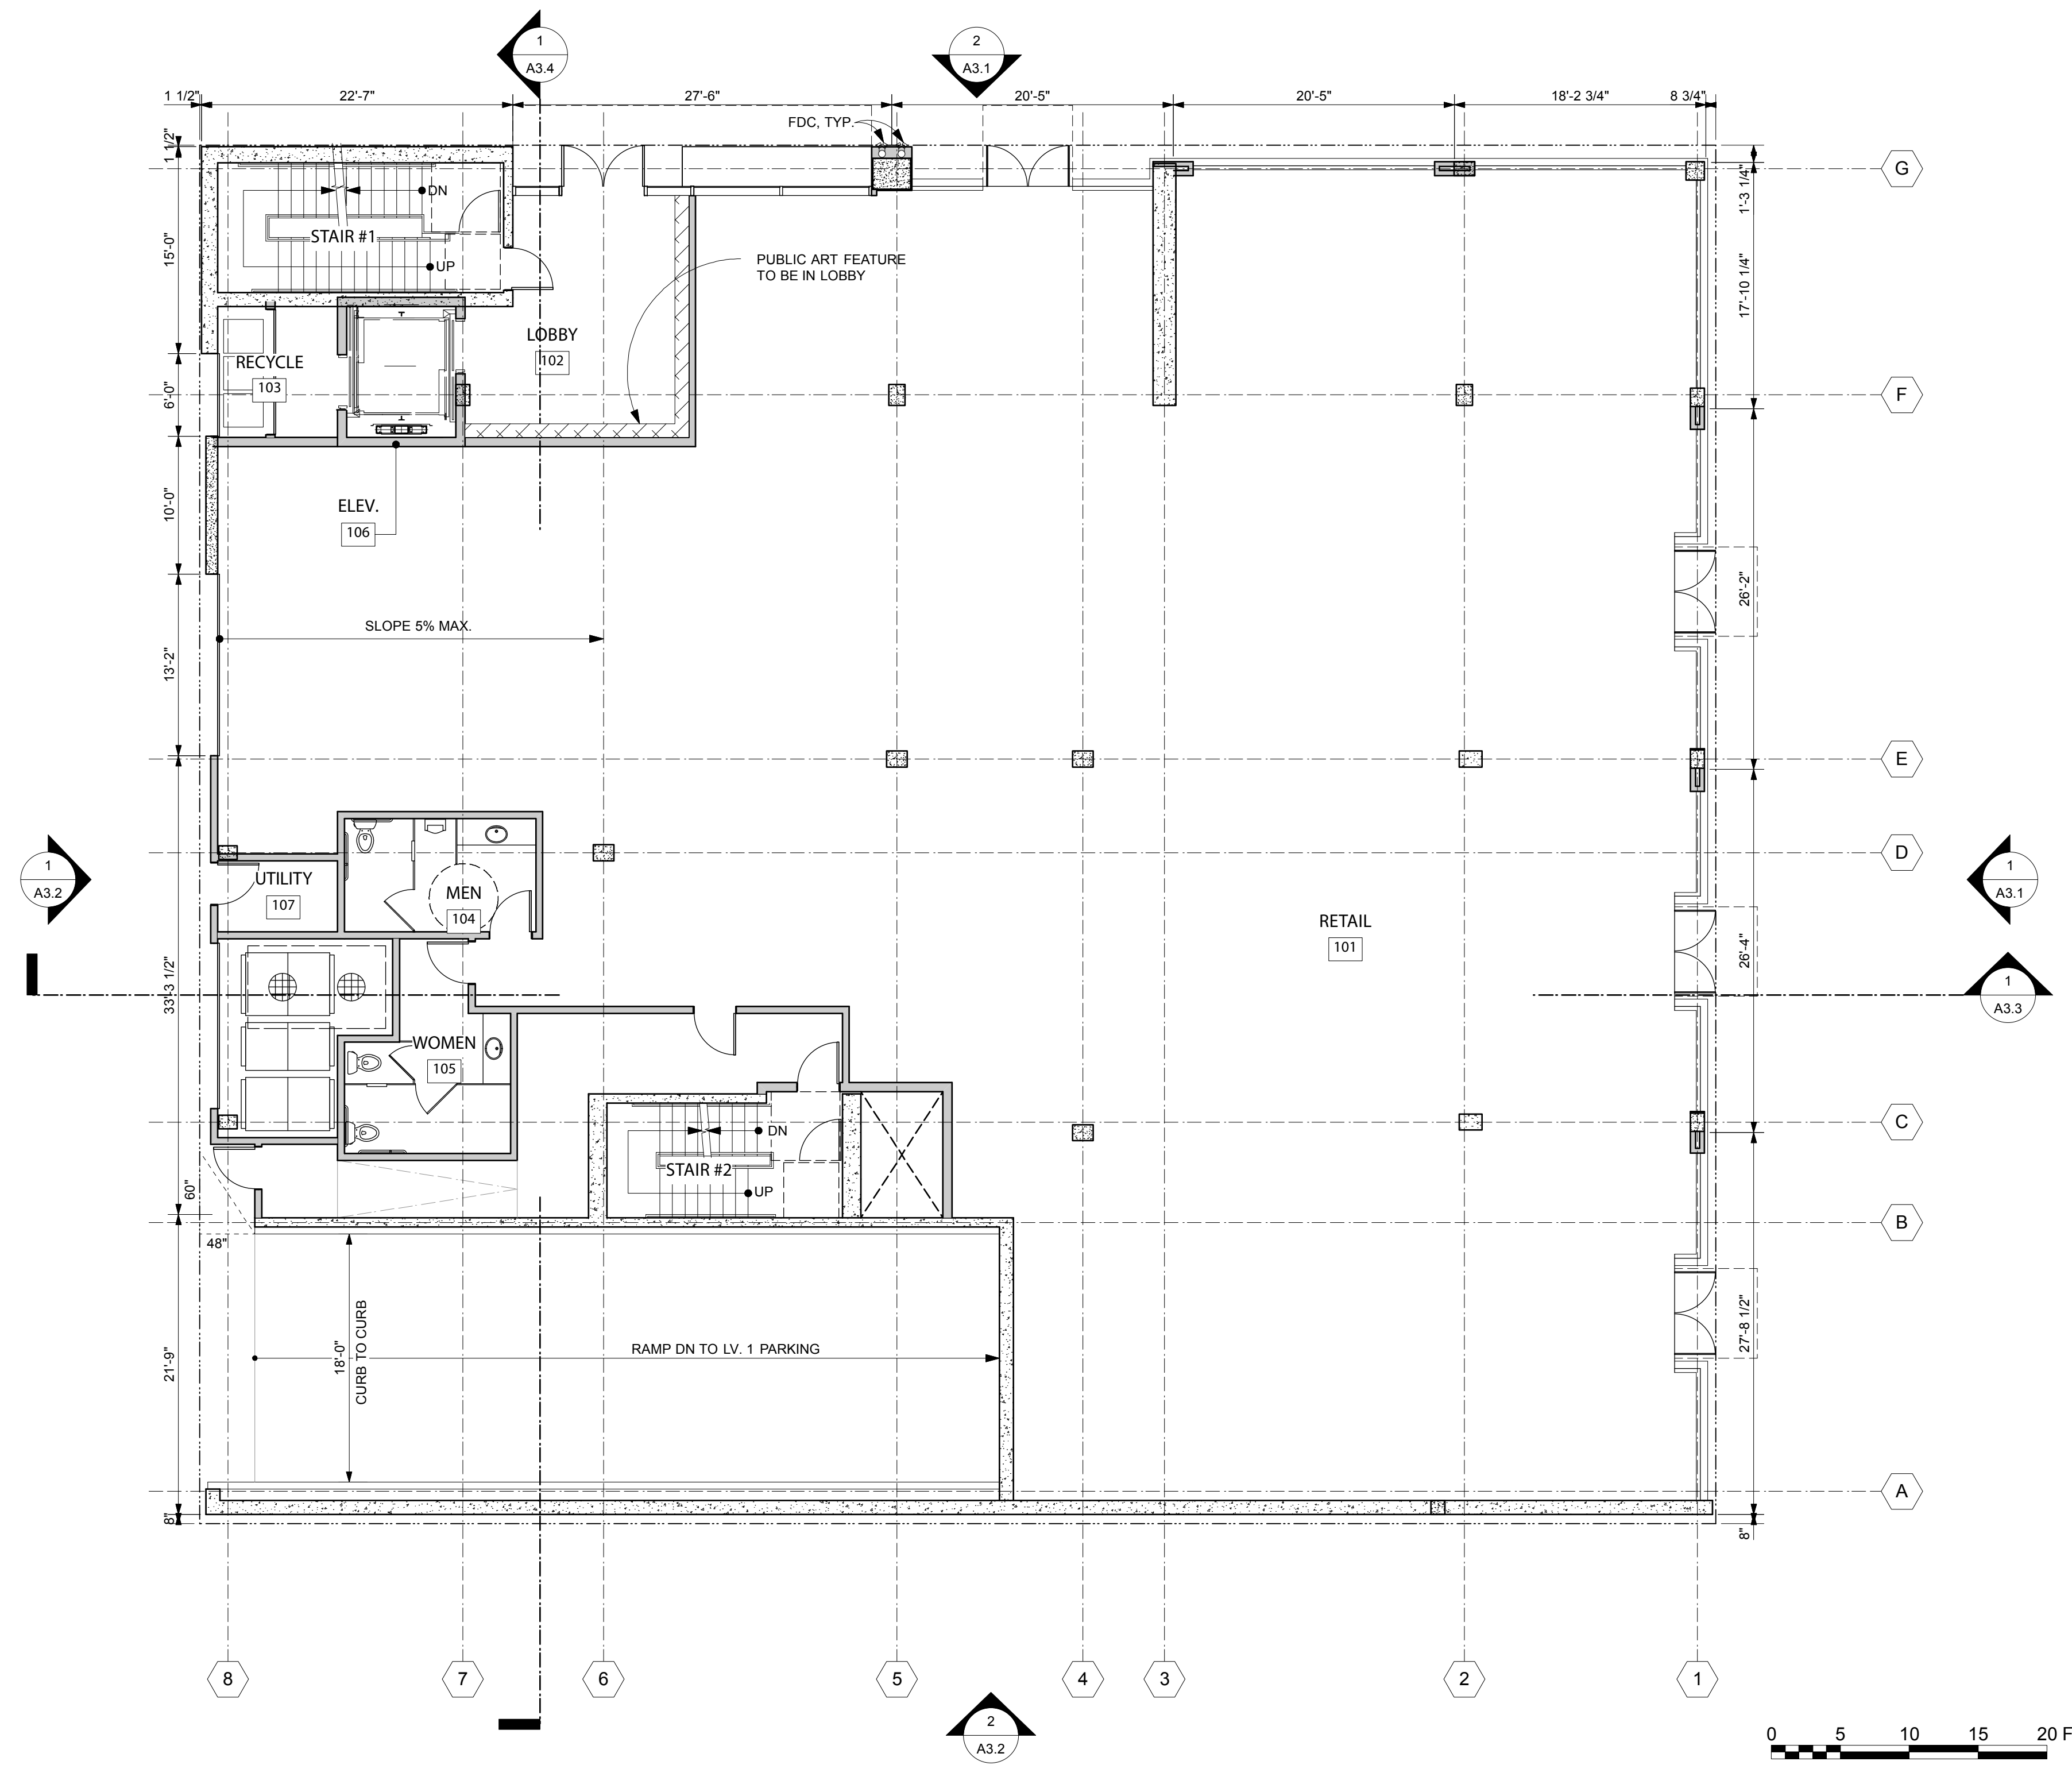 1
A3.4
2
A3.1
1 1/2"
22'-7"
27'-6"
20'-5"
20'-5"
18'-2 3/4"
8 3/4"
FDC, TYP.
1 1/2"
G
DN
STAIR #1
UP
15'-0"
1'-3 1/4"
17'-10 1/4"
PUBLIC ART FEATURE
TO BE IN LOBBY
LOBBY
102
RECYCLE
103
6'-0"
F
10'-0"
ELEV.
106
26'-2"
SLOPE 5% MAX.
13'-2"
E
D
1
A3.2
UTILITY
107
MEN
104
1
A3.1
RETAIL
101
26'-4"
33'-3 1/2"
1
A3.3
WOMEN
105
C
DN
STAIR #2
UP
60"
B
48"
18'-0"
CURB TO CURB
RAMP DN TO LV. 1 PARKING
27'-8 1/2"
21'-9"
A
8"
8"
8
7
6
5
4
3
2
1
2
A3.2
0 5 10 15 20 F